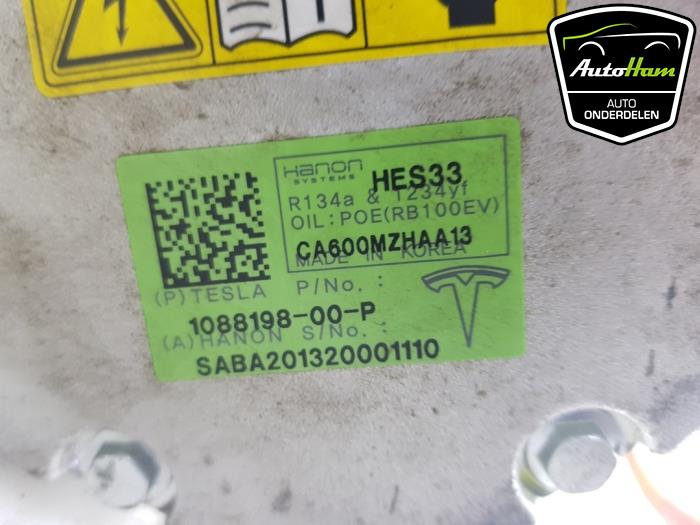 AutoHam
AUTO
ONDERDELEN
Hanon
SYSTEMS
HES33
R134a & 1234yf
OIL:POE(RB100EV)
CA600MZHAA13
MADE IN KOREA
(P)TESLA P/No. :
1088198-00-P
(A)HANON S/No. :
SABA201320001110